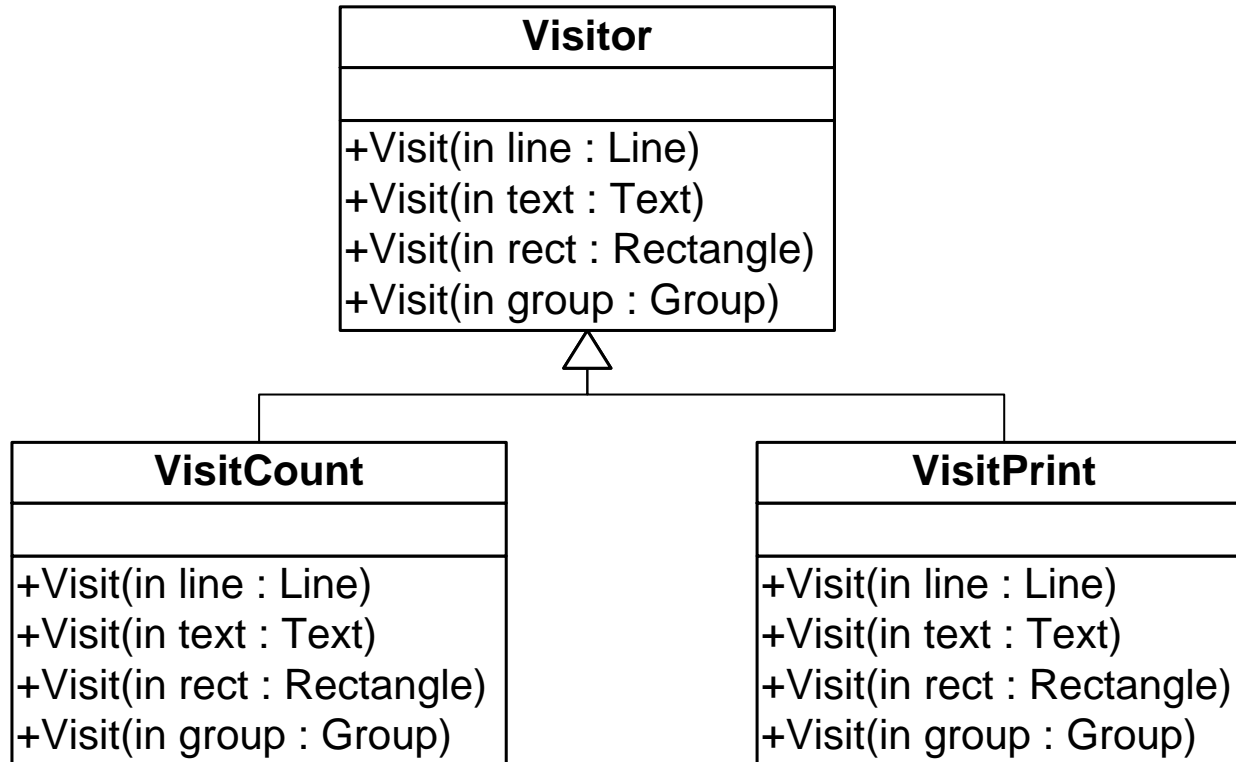 Visitor
+Visit(in line : Line)
+Visit(in text : Text)
+Visit(in rect : Rectangle)
+Visit(in group : Group)
VisitCount
+Visit(in line : Line)
+Visit(in text : Text)
+Visit(in rect : Rectangle)
+Visit(in group : Group)
VisitPrint
+Visit(in line : Line)
+Visit(in text : Text)
+Visit(in rect : Rectangle)
+Visit(in group : Group)